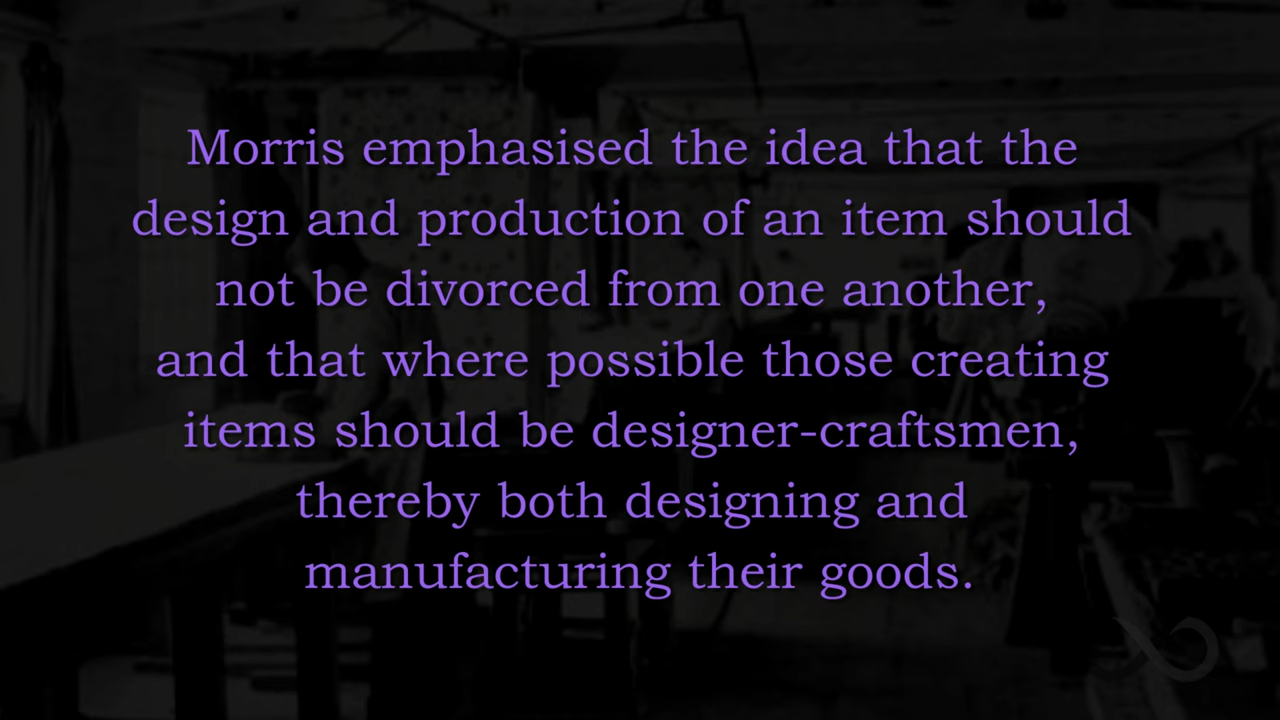 Morris emphasised the idea that the
design and production of an item should
not be divorced from one another,
and that where possible those creating
items should be designer-craftsmen,
thereby both designing and
manufacturing their goods.